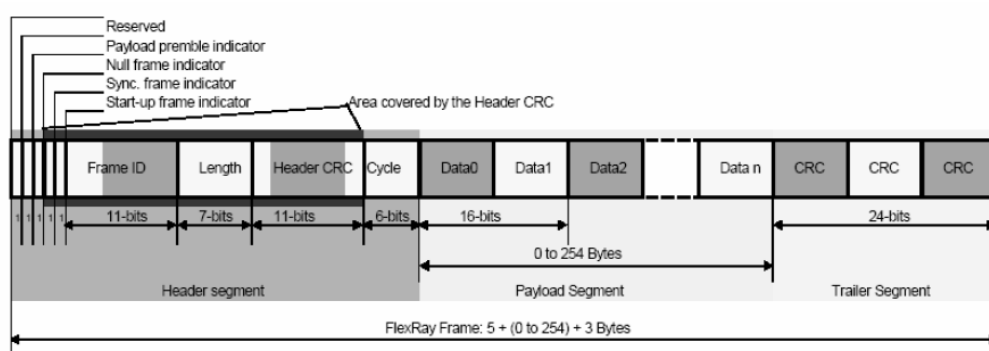 Reserved
Payload premble indicator
Null frame indicator
Sync. frame indicator
Start-up frame indicator
Area covered by the Header CRC
Frame ID Length Header CRC Cycle Data0 Data1 Data2 Data n CRC CRC CRC
1 1 1 1 1 11-bits 7-bits 11-bits 6-bits 16-bits 24-bits
0 to 254 Bytes
Header segment Payload Segment Trailer Segment
FlexRay Frame: 5 + (0 to 254) + 3 Bytes